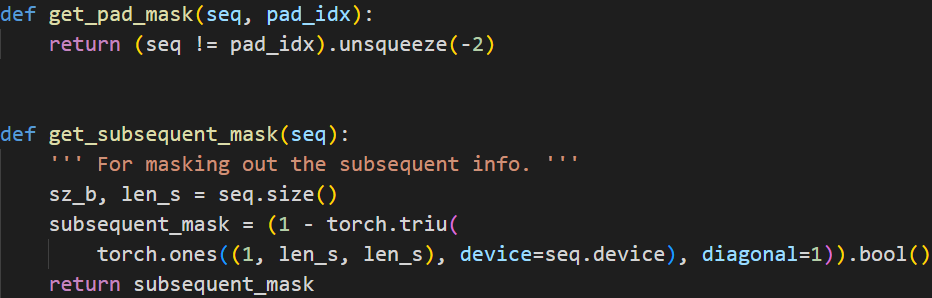 def get_pad_mask(seq, pad_idx):
    return (seq != pad_idx).unsqueeze(-2)
def get_subsequent_mask(seq):
    ''' For masking out the subsequent info. '''
    sz_b, len_s = seq.size()
    subsequent_mask = (1 - torch.triu(
        torch.ones((1, len_s, len_s), device=seq.device), diagonal=1)).bool()
    return subsequent_mask